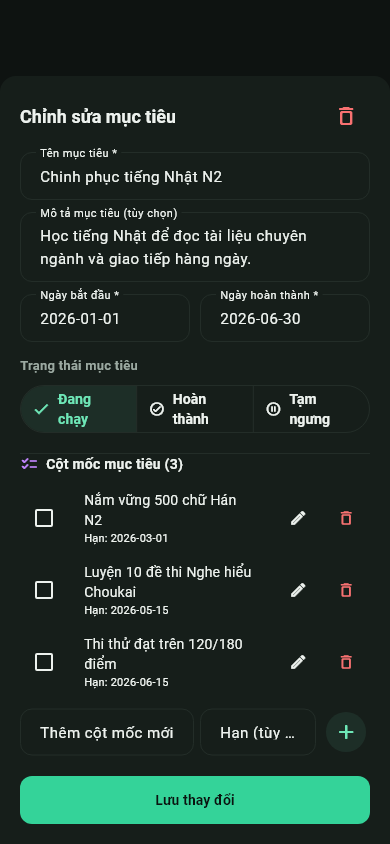 Chỉnh sửa mục tiêu
Tên mục tiêu *
Chinh phục tiếng Nhật N2
Mô tả mục tiêu (tùy chọn)
Học tiếng Nhật để đọc tài liệu chuyên
ngành và giao tiếp hàng ngày.
Ngày bắt đầu *
Ngày hoàn thành *
2026-01-01
2026-06-30
Trạng thái mục tiêu
Đang
chạy
Hoàn
thành
Tạm
ngưng
Cột mốc mục tiêu (3)
Nắm vững 500 chữ Hán
N2
Hạn: 2026-03-01
Luyện 10 đề thi Nghe hiểu
Choukai
Hạn: 2026-05-15
Thi thử đạt trên 120/180
điểm
Hạn: 2026-06-15
Thêm cột mốc mới
Hạn (tùy ...
Lưu thay đổi